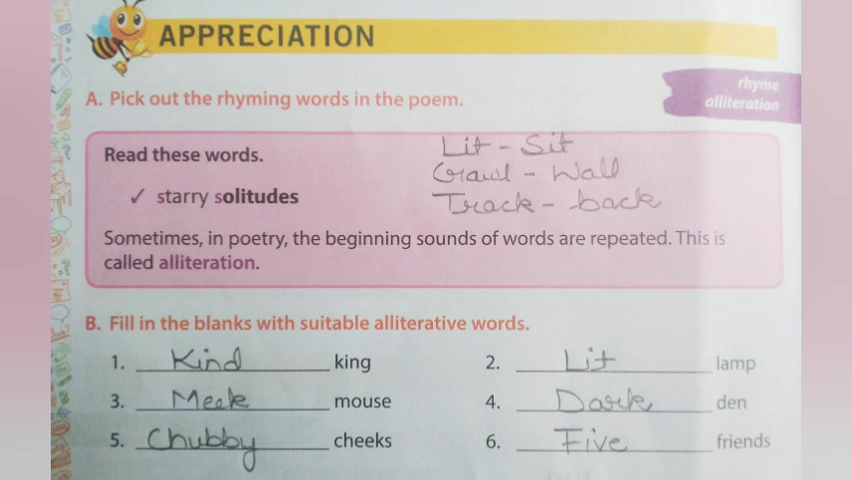 APPRECIATION
rhyme
alliteration
A. Pick out the rhyming words in the poem.
Lit - Sit
Read these words.
Crawl - Wall
✓ starry solitudes
Track - back
Sometimes, in poetry, the beginning sounds of words are repeated. This is
called alliteration.
B. Fill in the blanks with suitable alliterative words.
1. Kind king 2. Lit lamp
3. Meek mouse 4. Dark den
5. Chubby cheeks 6. Five friends